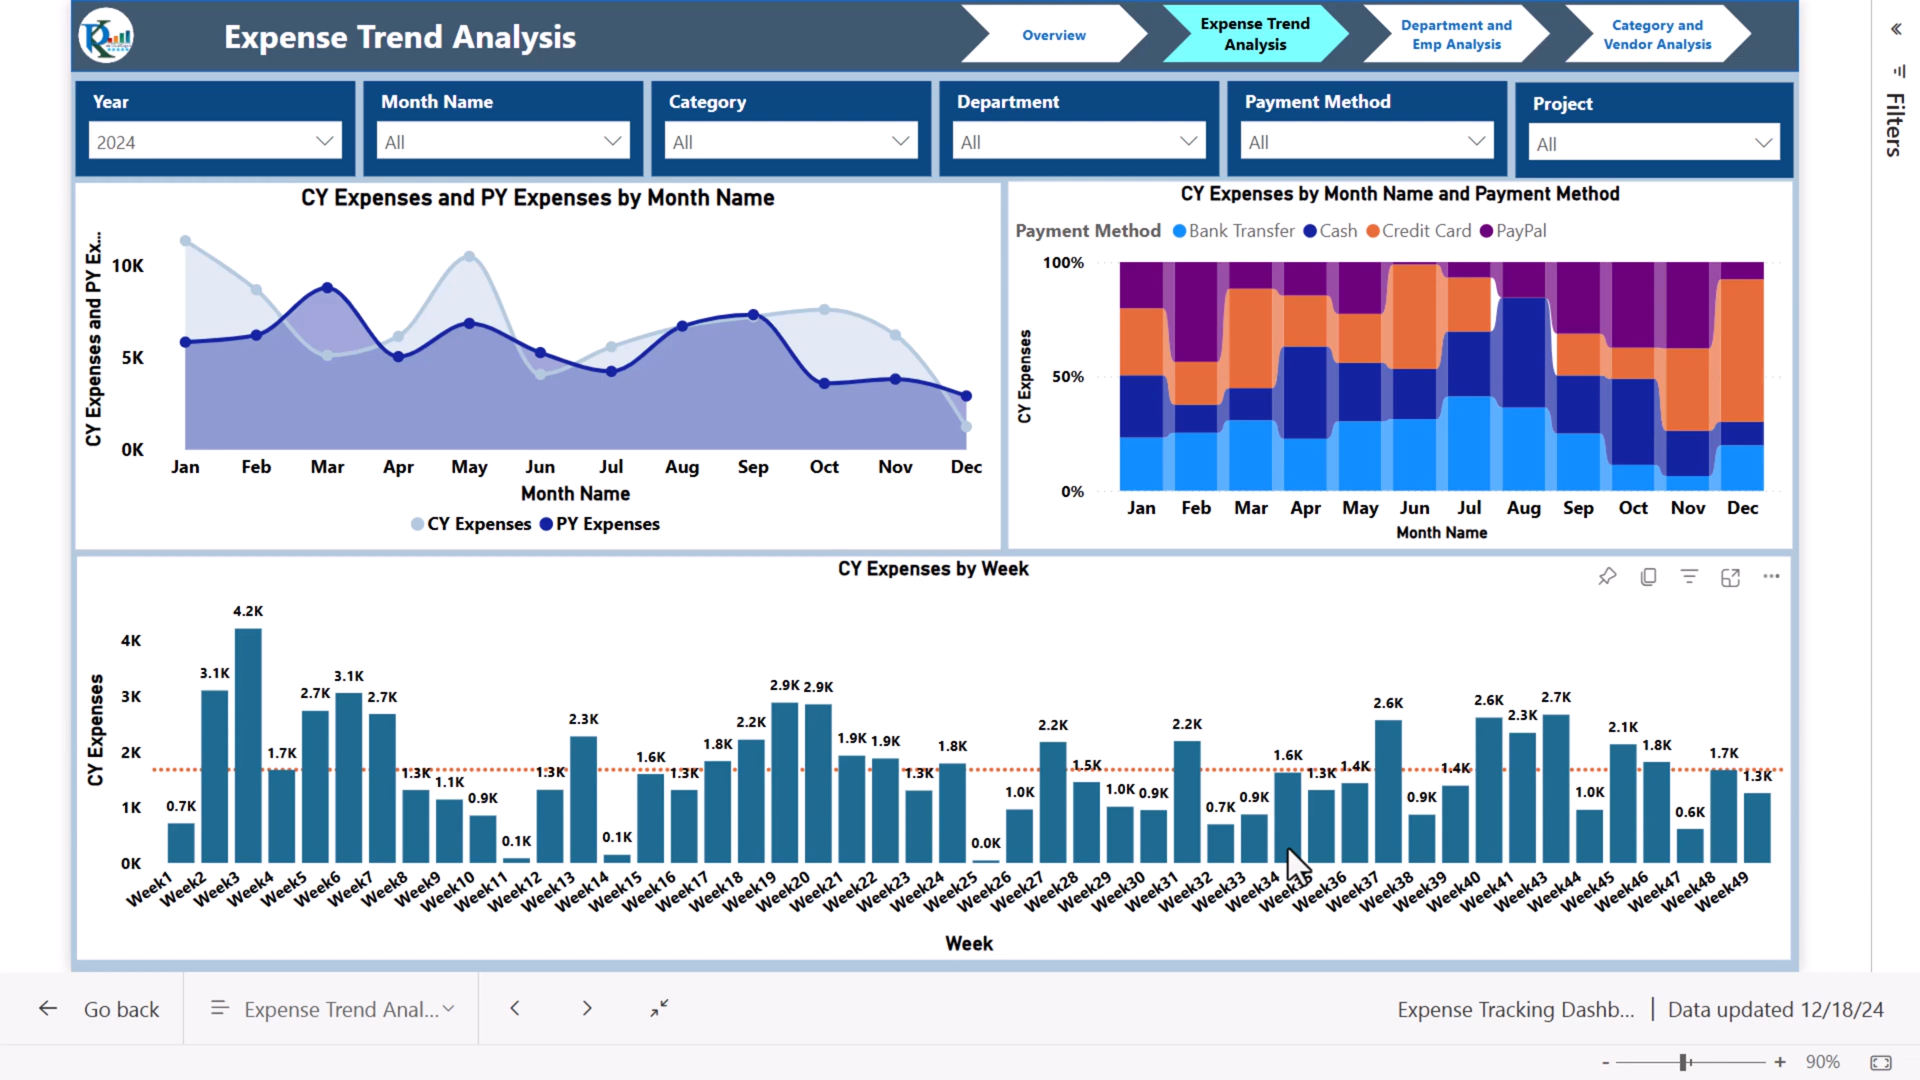 Expense Trend Analysis
Overview
Expense Trend
Analysis
Department and
Emp Analysis
Category and
Vendor Analysis
Year
2024
Month Name
All
Category
All
Department
All
Payment Method
All
Project
All
Filters
CY Expenses and PY Expenses by Month Name
CY Expenses and PY Ex...
10K
5K
0K
Jan Feb Mar Apr May Jun Jul Aug Sep Oct Nov Dec
Month Name
CY Expenses PY Expenses
CY Expenses by Month Name and Payment Method
Payment Method Bank Transfer Cash Credit Card PayPal
CY Expenses
100%
50%
0%
Jan Feb Mar Apr May Jun Jul Aug Sep Oct Nov Dec
Month Name
CY Expenses by Week
CY Expenses
4K
3K
2K
1K
0K
0.7K 3.1K 4.2K 1.7K 2.7K 3.1K 2.7K 1.3K 1.1K 0.9K 0.1K 1.3K 2.3K 0.1K 1.6K 1.3K 1.8K 2.2K 2.9K 2.9K 1.9K 1.9K 1.3K 1.8K 0.0K 1.0K 2.2K 1.5K 1.0K 0.9K 2.2K 0.7K 0.9K 1.6K 1.3K 1.4K 2.6K 0.9K 1.4K 2.6K 2.3K 2.7K 1.0K 2.1K 1.8K 0.6K 1.7K 1.3K
Week1 Week2 Week3 Week4 Week5 Week6 Week7 Week8 Week9 Week10 Week11 Week12 Week13 Week14 Week15 Week16 Week17 Week18 Week19 Week20 Week21 Week22 Week23 Week24 Week25 Week26 Week27 Week28 Week29 Week30 Week31 Week32 Week33 Week34 Week35 Week36 Week37 Week38 Week39 Week40 Week41 Week43 Week44 Week45 Week46 Week47 Week48 Week49
Week
Go back
Expense Trend Anal...
Expense Tracking Dashb... | Data updated 12/18/24
- + 90%